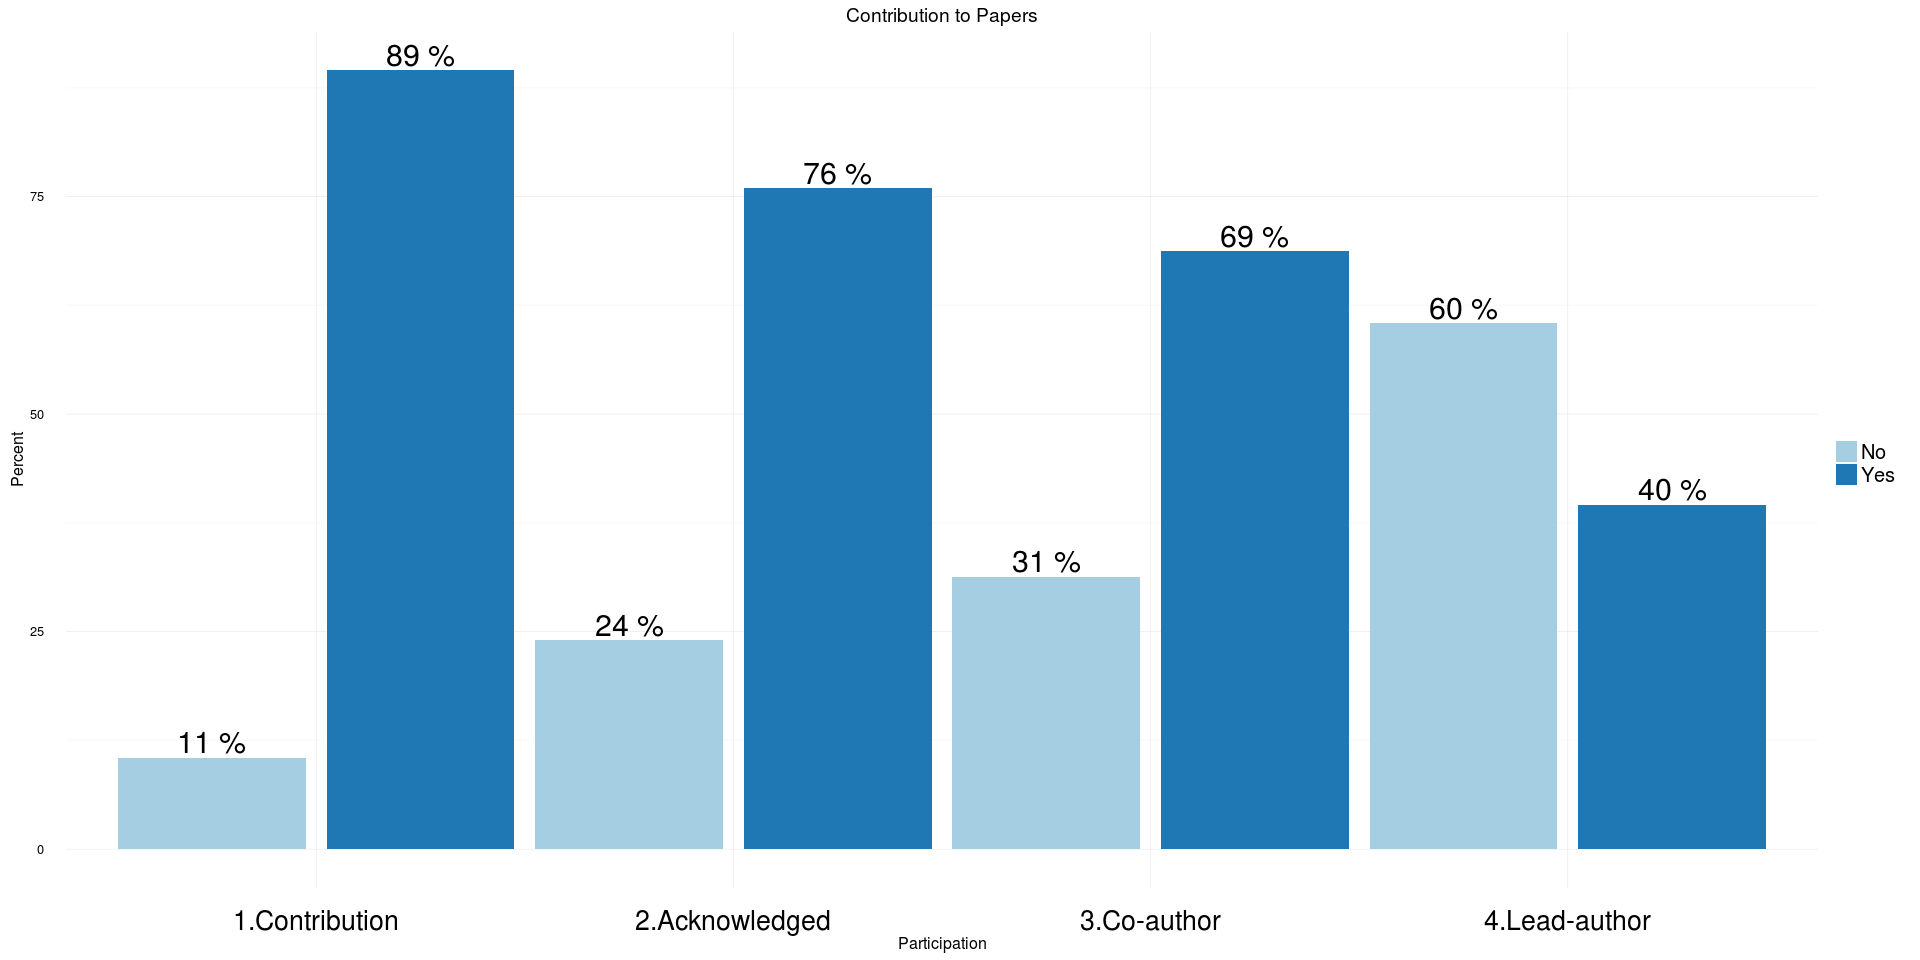 Contribution to Papers
89 %
76 %
75
69 %
60 %
50
Percent
No
Yes
40 %
31 %
25
24 %
11 %
0
1.Contribution
2.Acknowledged
3.Co-author
4.Lead-author
Participation